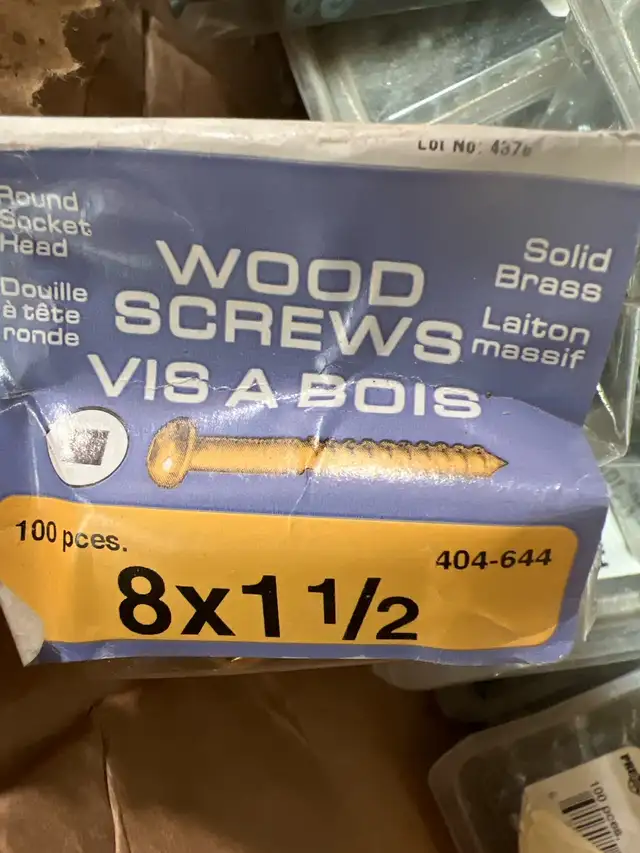 Lot No: 4376
Round
Socket
Head
Douille
à tête
ronde
WOOD
SCREWS
VIS A BOIS
Solid
Brass
Laiton
massif
100 pces.
404-644
8x1 1/2
100 pces.